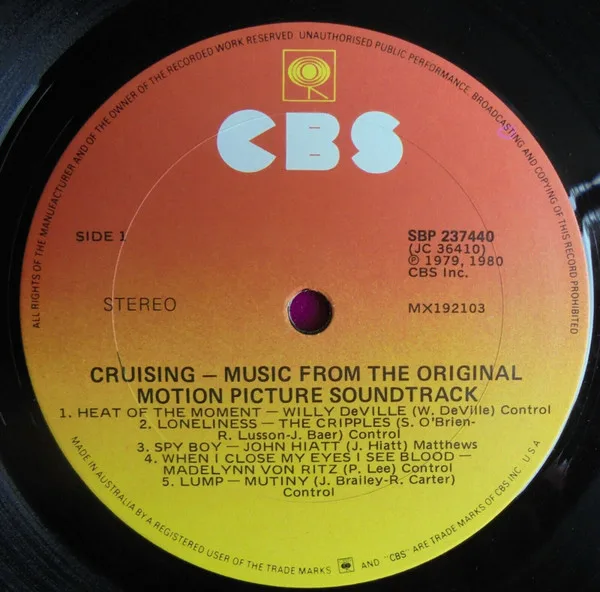 ALL RIGHTS OF THE MANUFACTURER AND OF THE OWNER OF THE RECORDED WORK RESERVED. UNAUTHORISED PUBLIC PERFORMANCE, BROADCASTING AND COPYING OF THIS RECORD PROHIBITED
CBS
SIDE 1
SBP 237440
(JC 36410)
℗ 1979, 1980
CBS Inc.
STEREO
MX192103
CRUISING — MUSIC FROM THE ORIGINAL
MOTION PICTURE SOUNDTRACK
1. HEAT OF THE MOMENT — WILLY DeVILLE (W. DeVille) Control
2. LONELINESS — THE CRIPPLES (S. O'Brien-
R. Lusson-J. Baer) Control
3. SPY BOY — JOHN HIATT (J. Hiatt) Matthews
4. WHEN I CLOSE MY EYES I SEE BLOOD —
MADELYNN VON RITZ (P. Lee) Control
5. LUMP — MUTINY (J. Brailey-R. Carter)
Control
MADE IN AUSTRALIA BY A REGISTERED USER OF THE TRADE MARKS AND "CBS" ARE TRADE MARKS OF CBS INC U.S.A